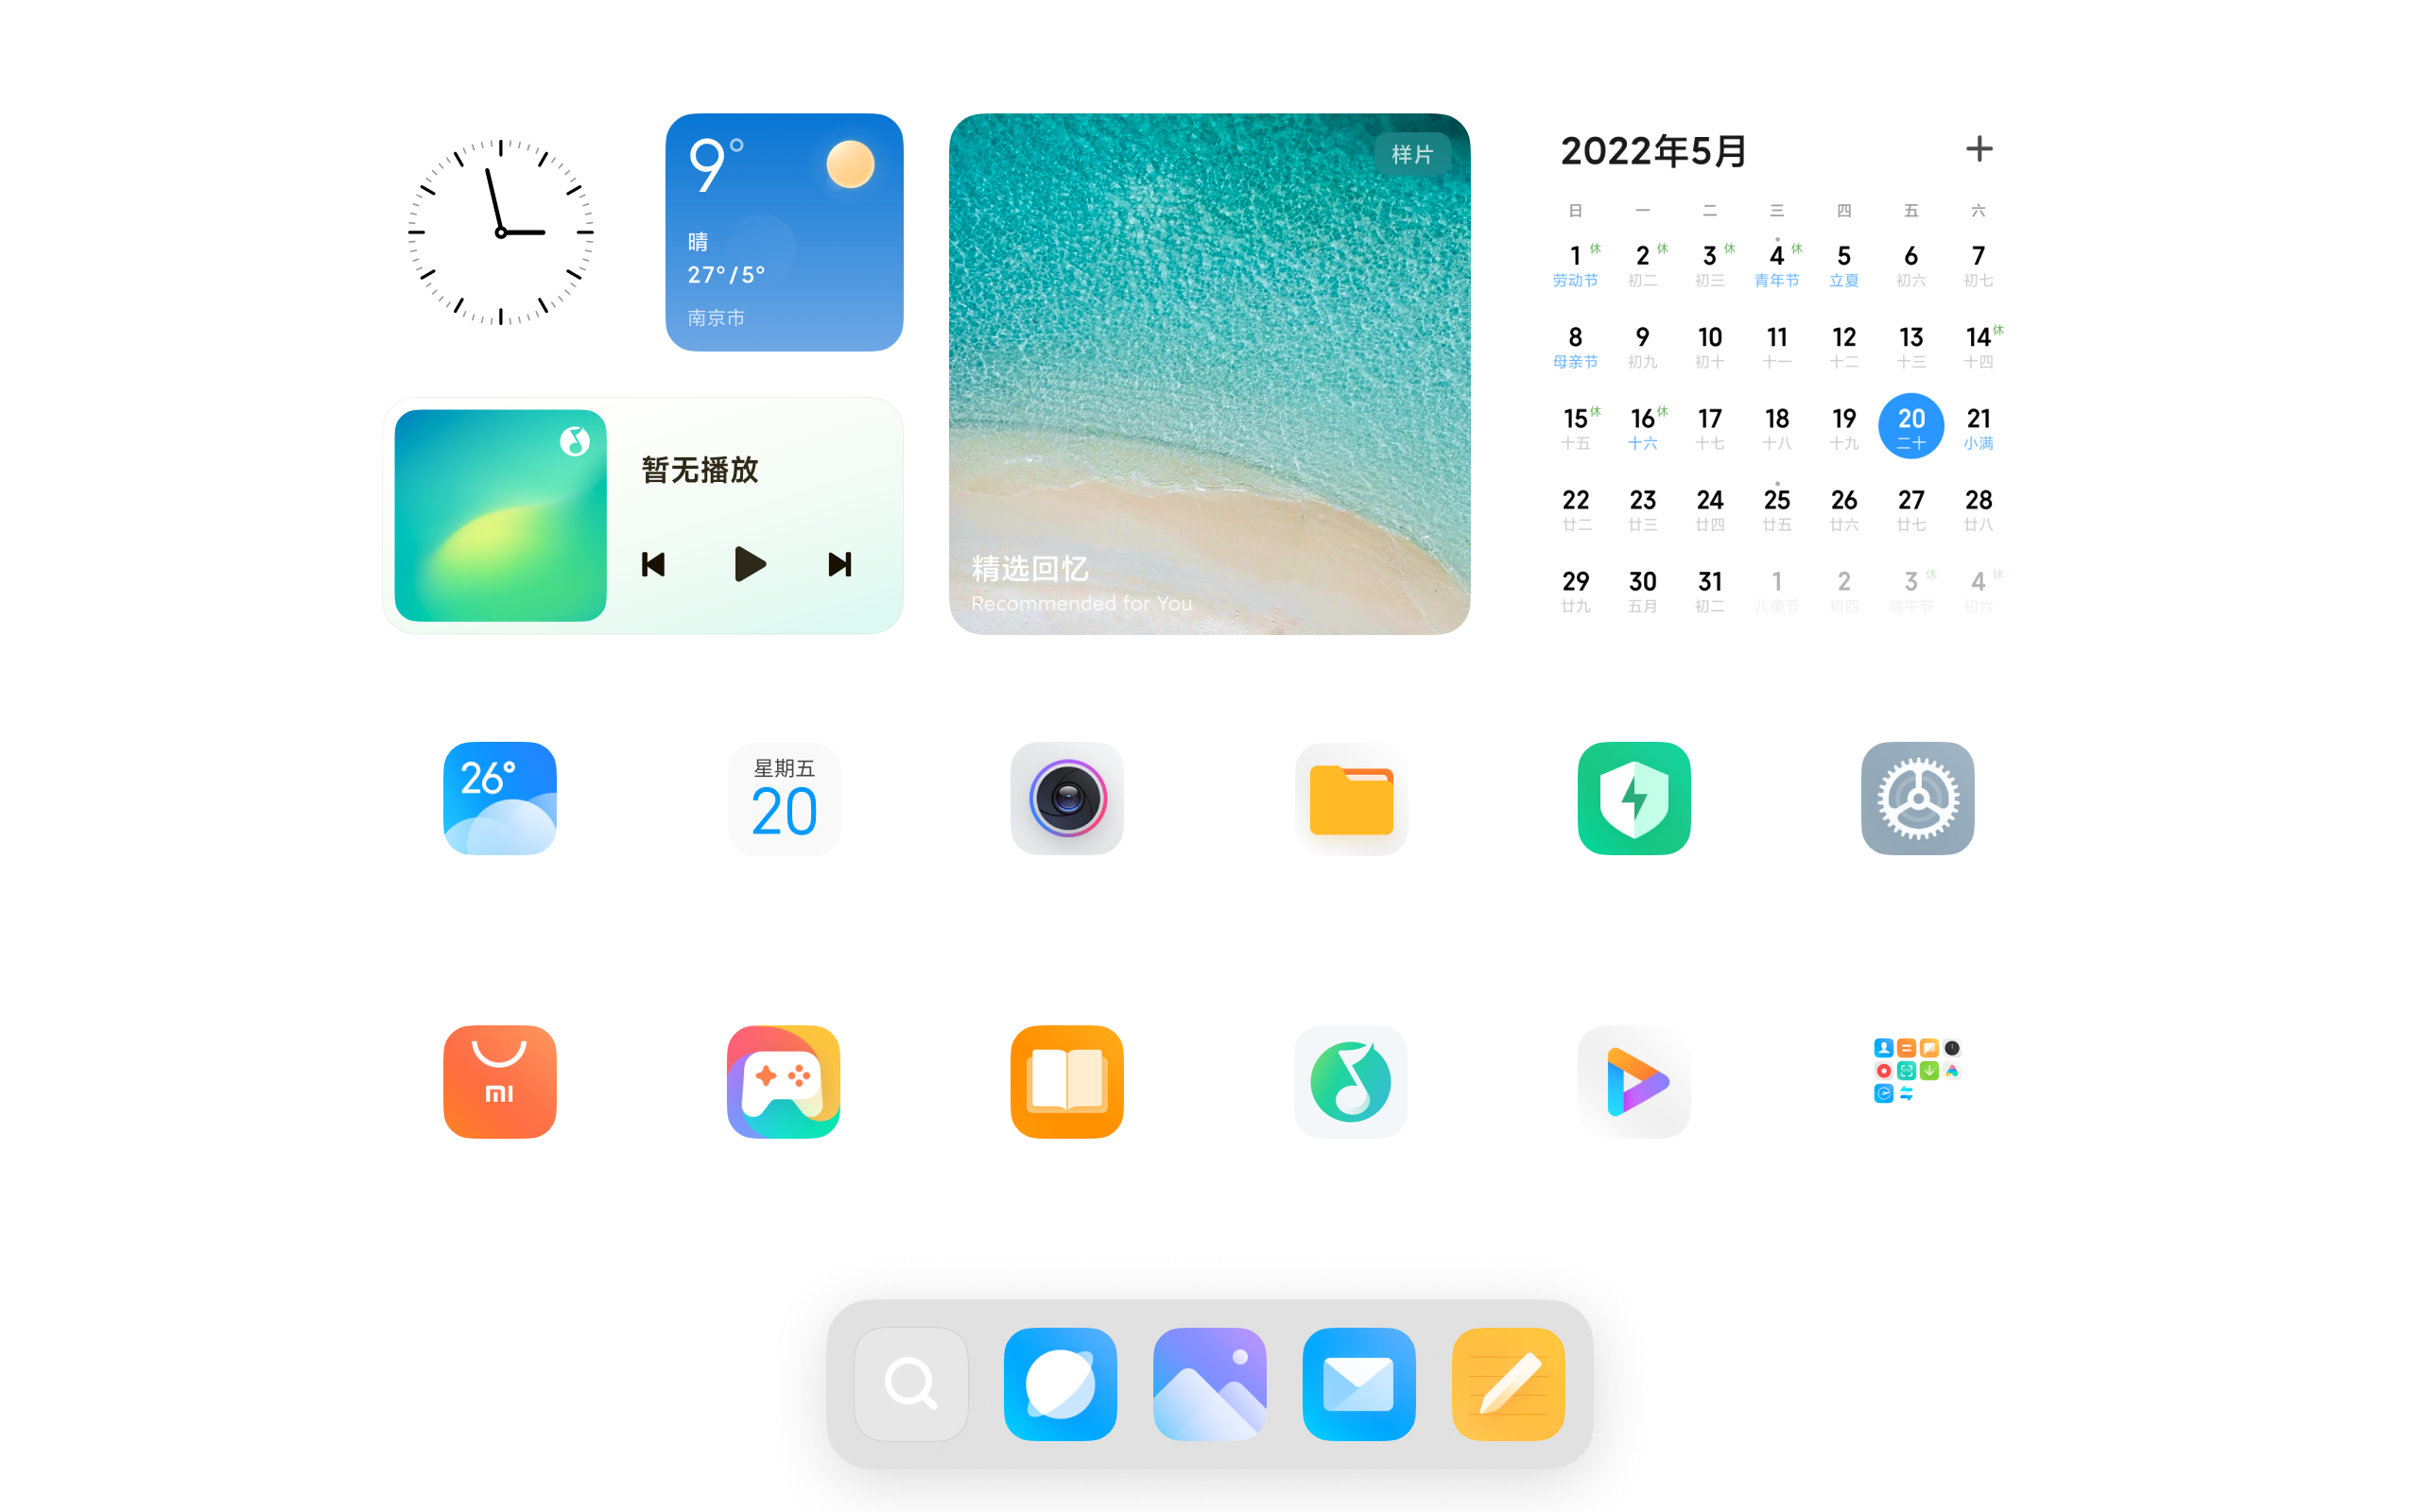 9°
晴
27°/5°
南京市
样片
精选回忆
Recommended for You
暂无播放
2022年5月
日 一 二 三 四 五 六
1 休 2 休 3 休 4 休 5 6 7
劳动节 初二 初三 青年节 立夏 初六 初七
8 9 10 11 12 13 14 休
母亲节 初九 初十 十一 十二 十三 十四
15 休 16 休 17 18 19 20 21
十五 十六 十七 十八 十九 二十 小满
22 23 24 25 26 27 28
廿二 廿三 廿四 廿五 廿六 廿七 廿八
29 30 31 1 2 3 休 4 休
廿九 五月 初二 儿童节 初四 端午节 初六
26°
星期五
20
mi